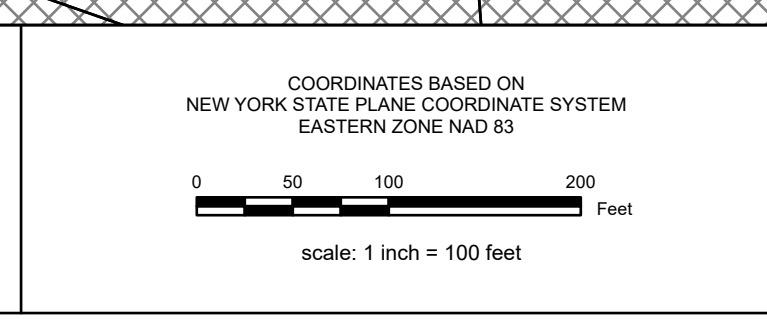 COORDINATES BASED ON
NEW YORK STATE PLANE COORDINATE SYSTEM
EASTERN ZONE NAD 83
0 50 100 200
Feet
scale: 1 inch = 100 feet